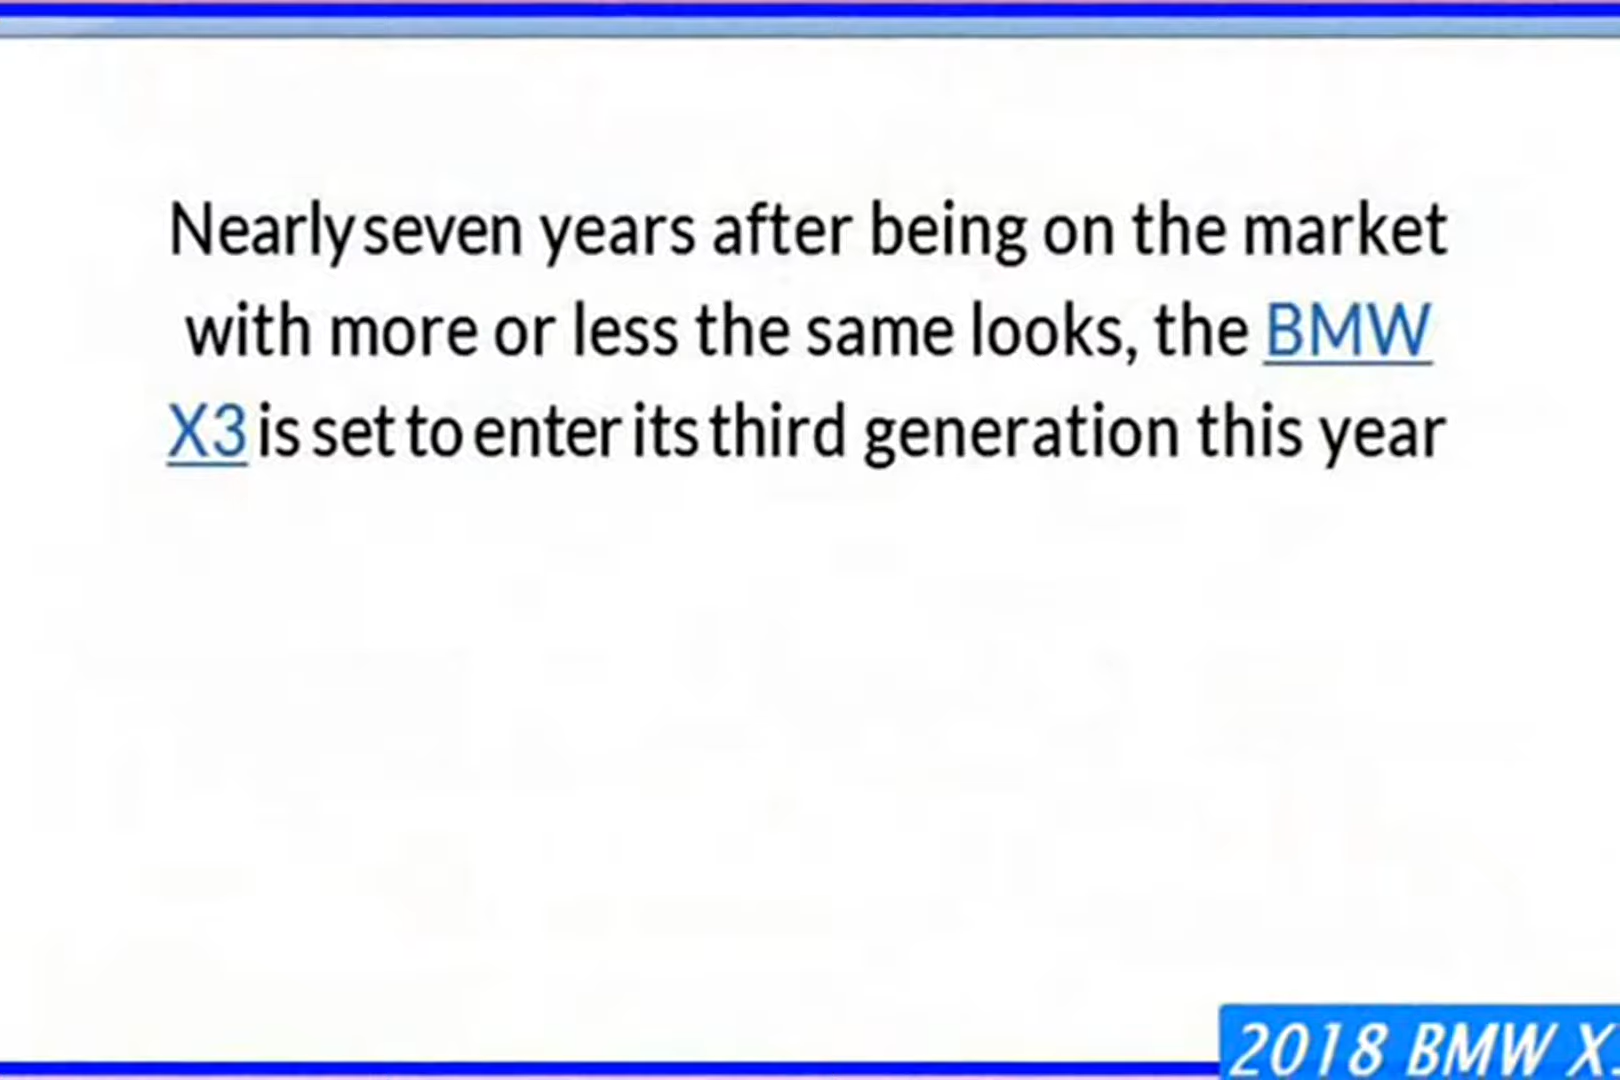 Nearly seven years after being on the market
with more or less the same looks, the BMW
X3 is set to enter its third generation this year
2018 BMW X